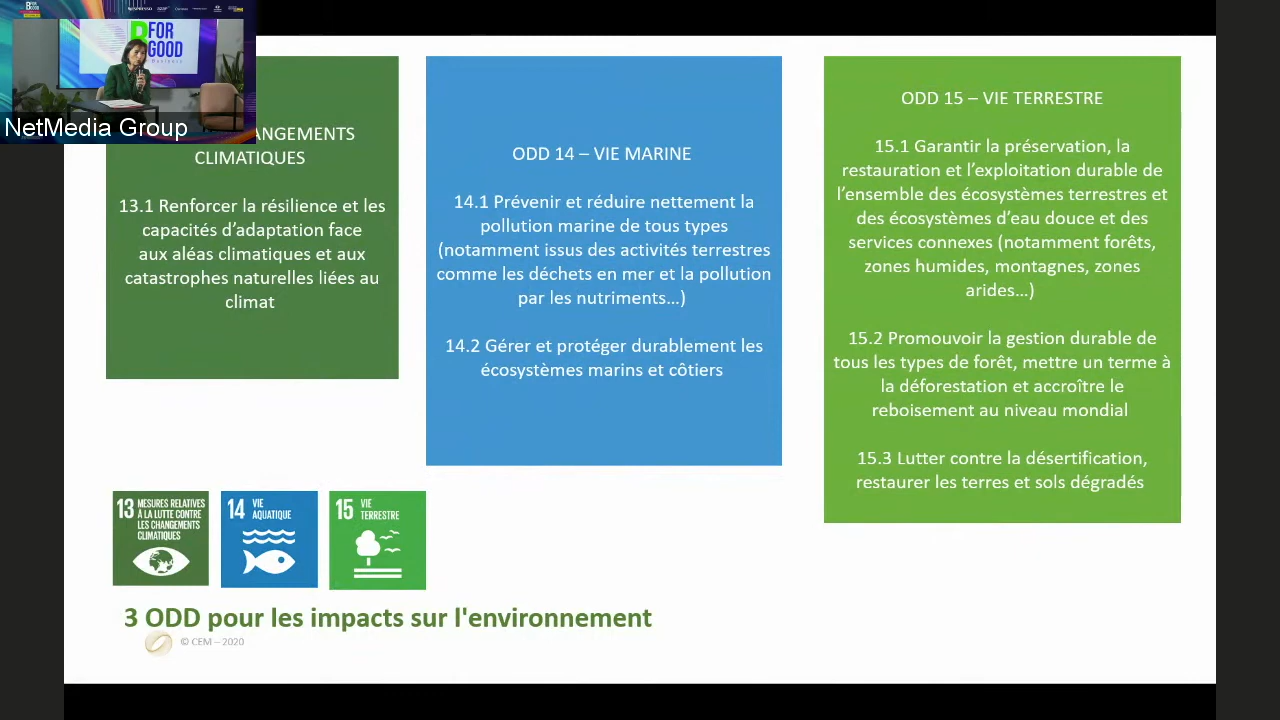 B
FOR
GOOD
NESPRESSO
B FOR
GOOD
NetMedia Group
ANGEMENTS
CLIMATIQUES
13.1 Renforcer la résilience et les
capacités d’adaptation face
aux aléas climatiques et aux
catastrophes naturelles liées au
climat
ODD 14 – VIE MARINE
14.1 Prévenir et réduire nettement la
pollution marine de tous types
(notamment issus des activités terrestres
comme les déchets en mer et la pollution
par les nutriments…)
14.2 Gérer et protéger durablement les
écosystèmes marins et côtiers
ODD 15 – VIE TERRESTRE
15.1 Garantir la préservation, la
restauration et l’exploitation durable de
l’ensemble des écosystèmes terrestres et
des écosystèmes d’eau douce et des
services connexes (notamment forêts,
zones humides, montagnes, zones
arides…)
15.2 Promouvoir la gestion durable de
tous les types de forêt, mettre un terme à
la déforestation et accroître le
reboisement au niveau mondial
15.3 Lutter contre la désertification,
restaurer les terres et sols dégradés
13 MESURES RELATIVES
À LA LUTTE CONTRE
LES CHANGEMENTS
CLIMATIQUES
14 VIE
AQUATIQUE
15 VIE
TERRESTRE
3 ODD pour les impacts sur l'environnement
© CEM – 2020